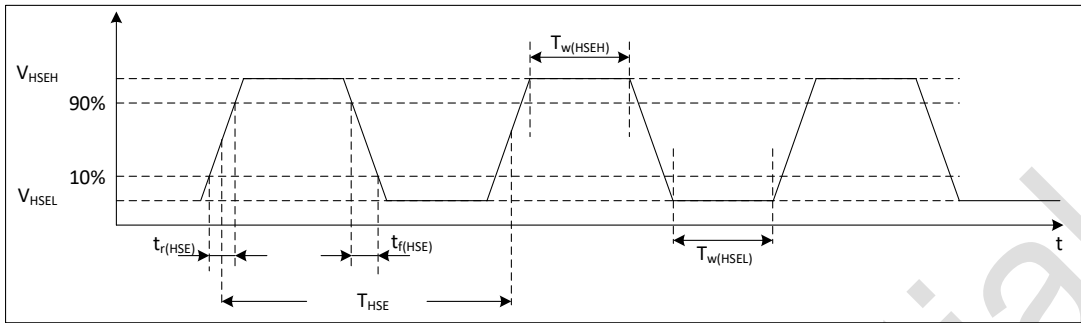 T_w(HSEH)
V_HSEH
90%
10%
V_HSEL
t_r(HSE)
t_f(HSE)
T_w(HSEL)
t
T_HSE